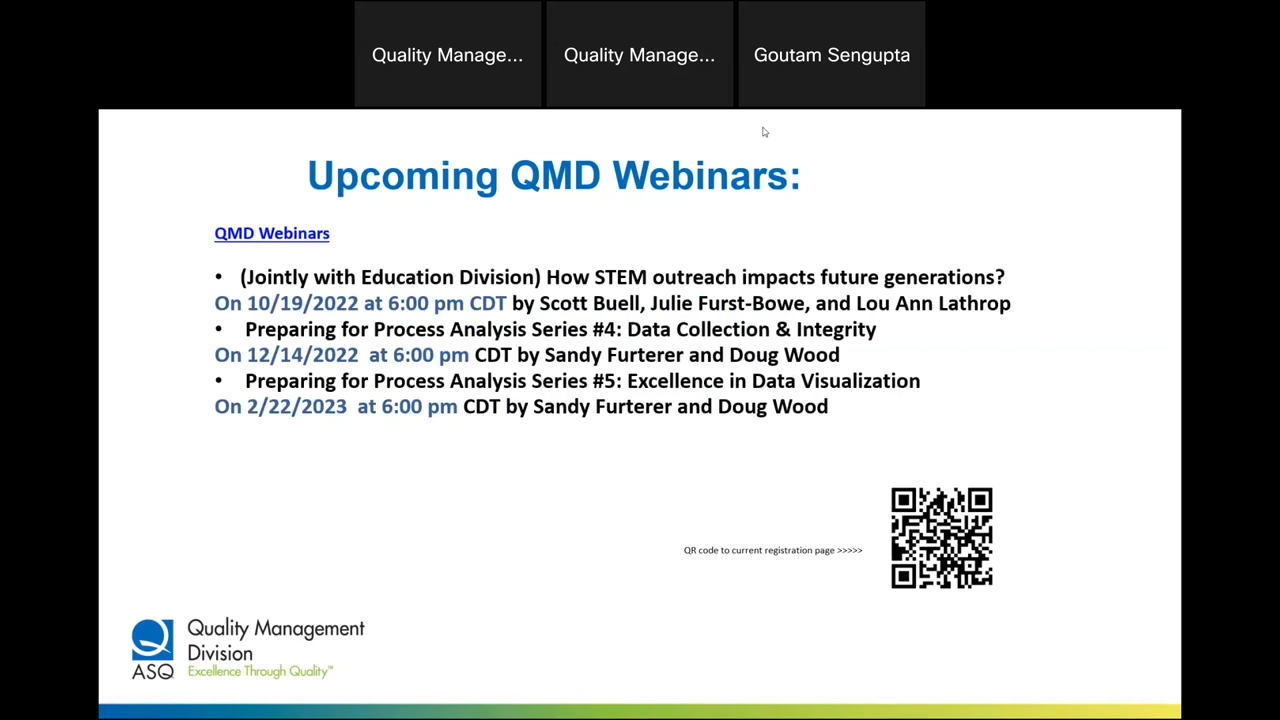 Quality Manage...
Quality Manage...
Goutam Sengupta
Upcoming QMD Webinars:
QMD Webinars
• (Jointly with Education Division) How STEM outreach impacts future generations?
On 10/19/2022 at 6:00 pm CDT by Scott Buell, Julie Furst-Bowe, and Lou Ann Lathrop
• Preparing for Process Analysis Series #4: Data Collection & Integrity
On 12/14/2022 at 6:00 pm CDT by Sandy Furterer and Doug Wood
• Preparing for Process Analysis Series #5: Excellence in Data Visualization
On 2/22/2023 at 6:00 pm CDT by Sandy Furterer and Doug Wood
QR code to current registration page >>>>>
Quality Management
Division
ASQ Excellence Through Quality™